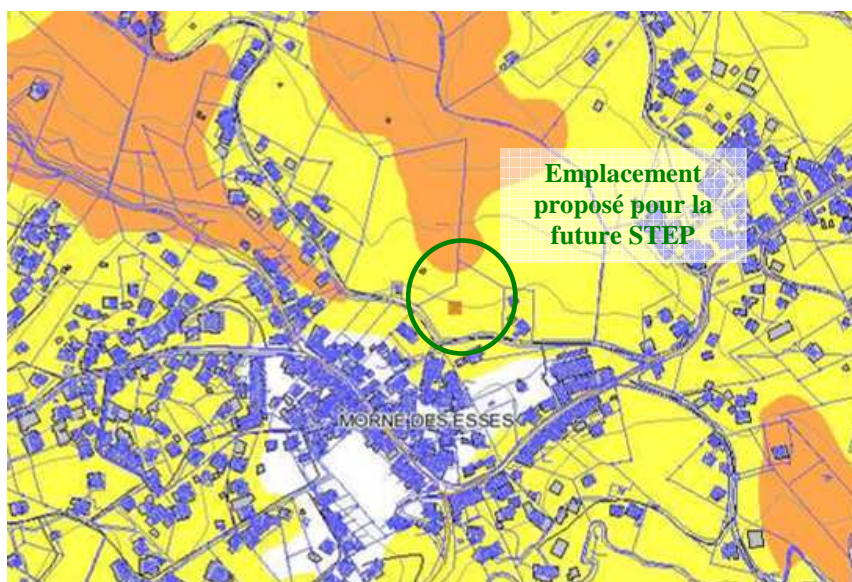 Emplacement
proposé pour la
future STEP
MORNE DES ESSES